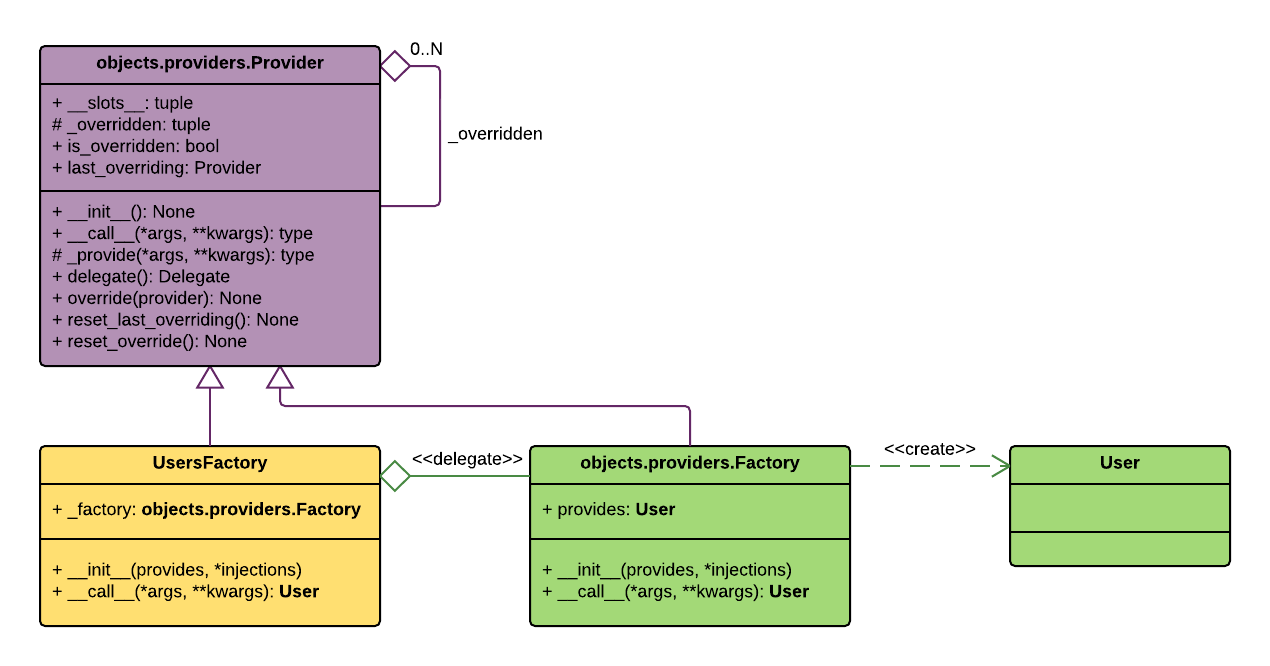 objects.providers.Provider
+ __slots__: tuple
# _overridden: tuple
+ is_overridden: bool
+ last_overriding: Provider
+ __init__(): None
+ __call__(*args, **kwargs): type
# _provide(*args, **kwargs): type
+ delegate(): Delegate
+ override(provider): None
+ reset_last_overriding(): None
+ reset_override(): None
0..N
_overridden
UsersFactory
+ _factory: objects.providers.Factory
+ __init__(provides, *injections)
+ __call__(*args, **kwargs): User
<<delegate>>
objects.providers.Factory
+ provides: User
+ __init__(provides, *injections)
+ __call__(*args, **kwargs): User
<<create>>
User